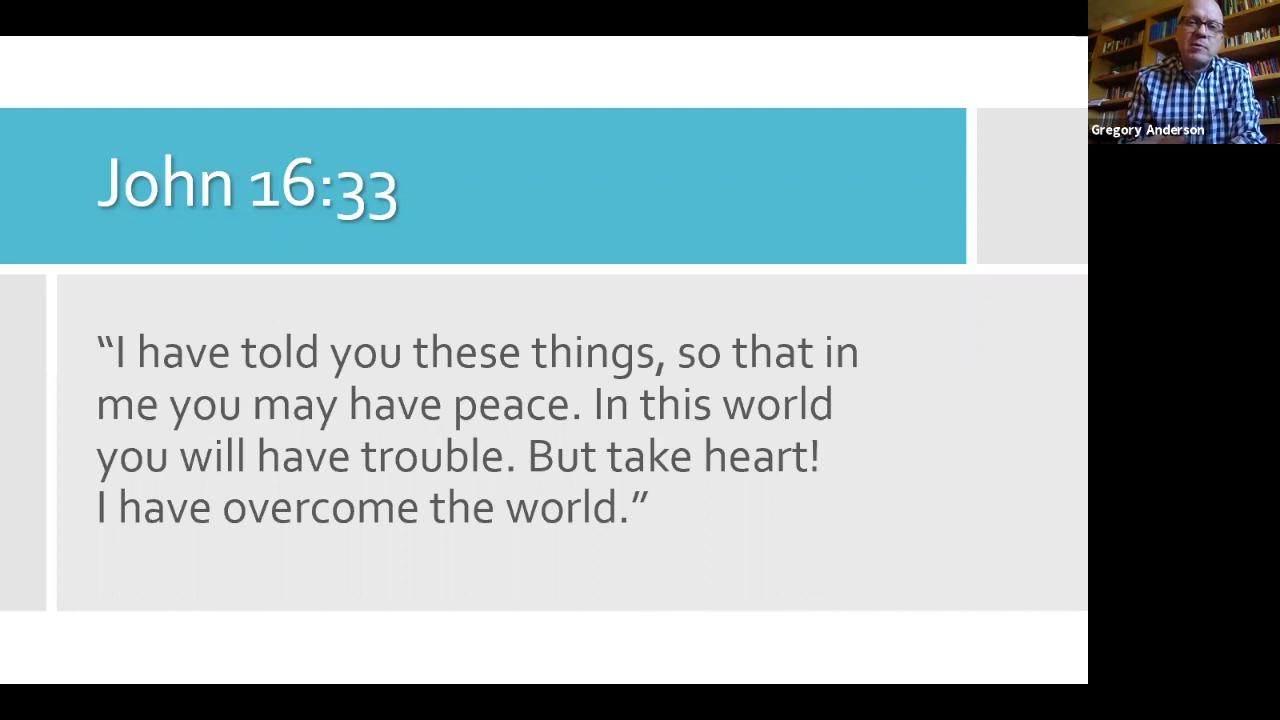 John 16:33
“I have told you these things, so that in
me you may have peace. In this world
you will have trouble. But take heart!
I have overcome the world.”
Gregory Anderson